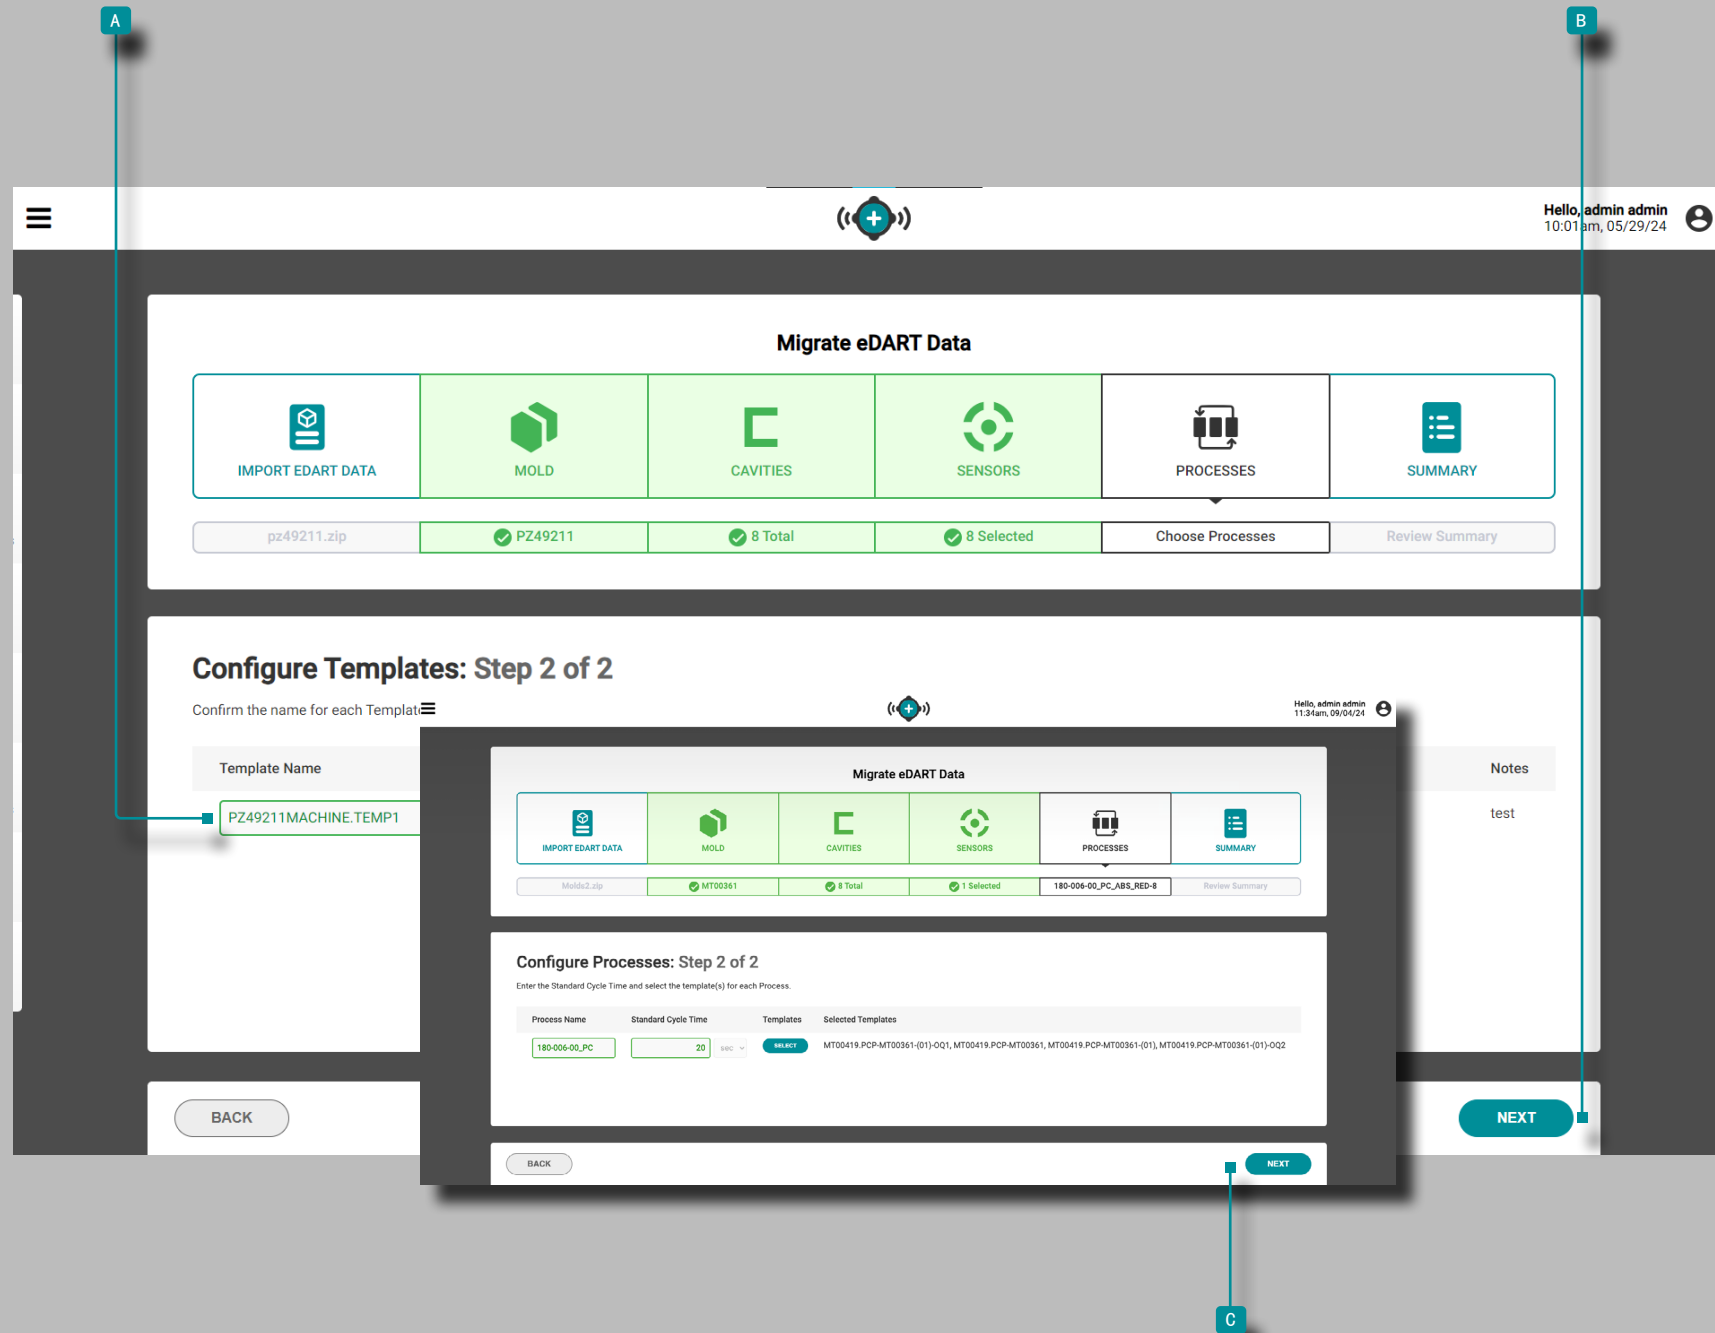 A
B
Hello, admin admin
10:01am, 05/29/24
Migrate eDART Data
IMPORT EDART DATA
MOLD
CAVITIES
SENSORS
PROCESSES
SUMMARY
pz49211.zip
PZ49211
8 Total
8 Selected
Choose Processes
Review Summary
Configure Templates: Step 2 of 2
Confirm the name for each
Template Name
Notes
PZ49211MACHINE.TEMP1
test
BACK
NEXT
Hello, admin admin
11:34am, 09/04/24
Migrate eDART Data
IMPORT EDART DATA
MOLD
CAVITIES
SENSORS
PROCESSES
SUMMARY
Molds2.zip
MT00361
8 Total
1 Selected
180-006-00_PC_ABS_RED-8
Review Summary
Configure Processes: Step 2 of 2
Enter the Standard Cycle Time and select the template(s) for each Process.
Process Name
Standard Cycle Time
Templates
Selected Templates
180-006-00_PC
20
sec
SELECT
MT00419.PCP-MT00361-(01)-OQ1, MT00419.PCP-MT00361, MT00419.PCP-MT00361-(01), MT00419.PCP-MT00361-(01)-OQ2
BACK
NEXT
C